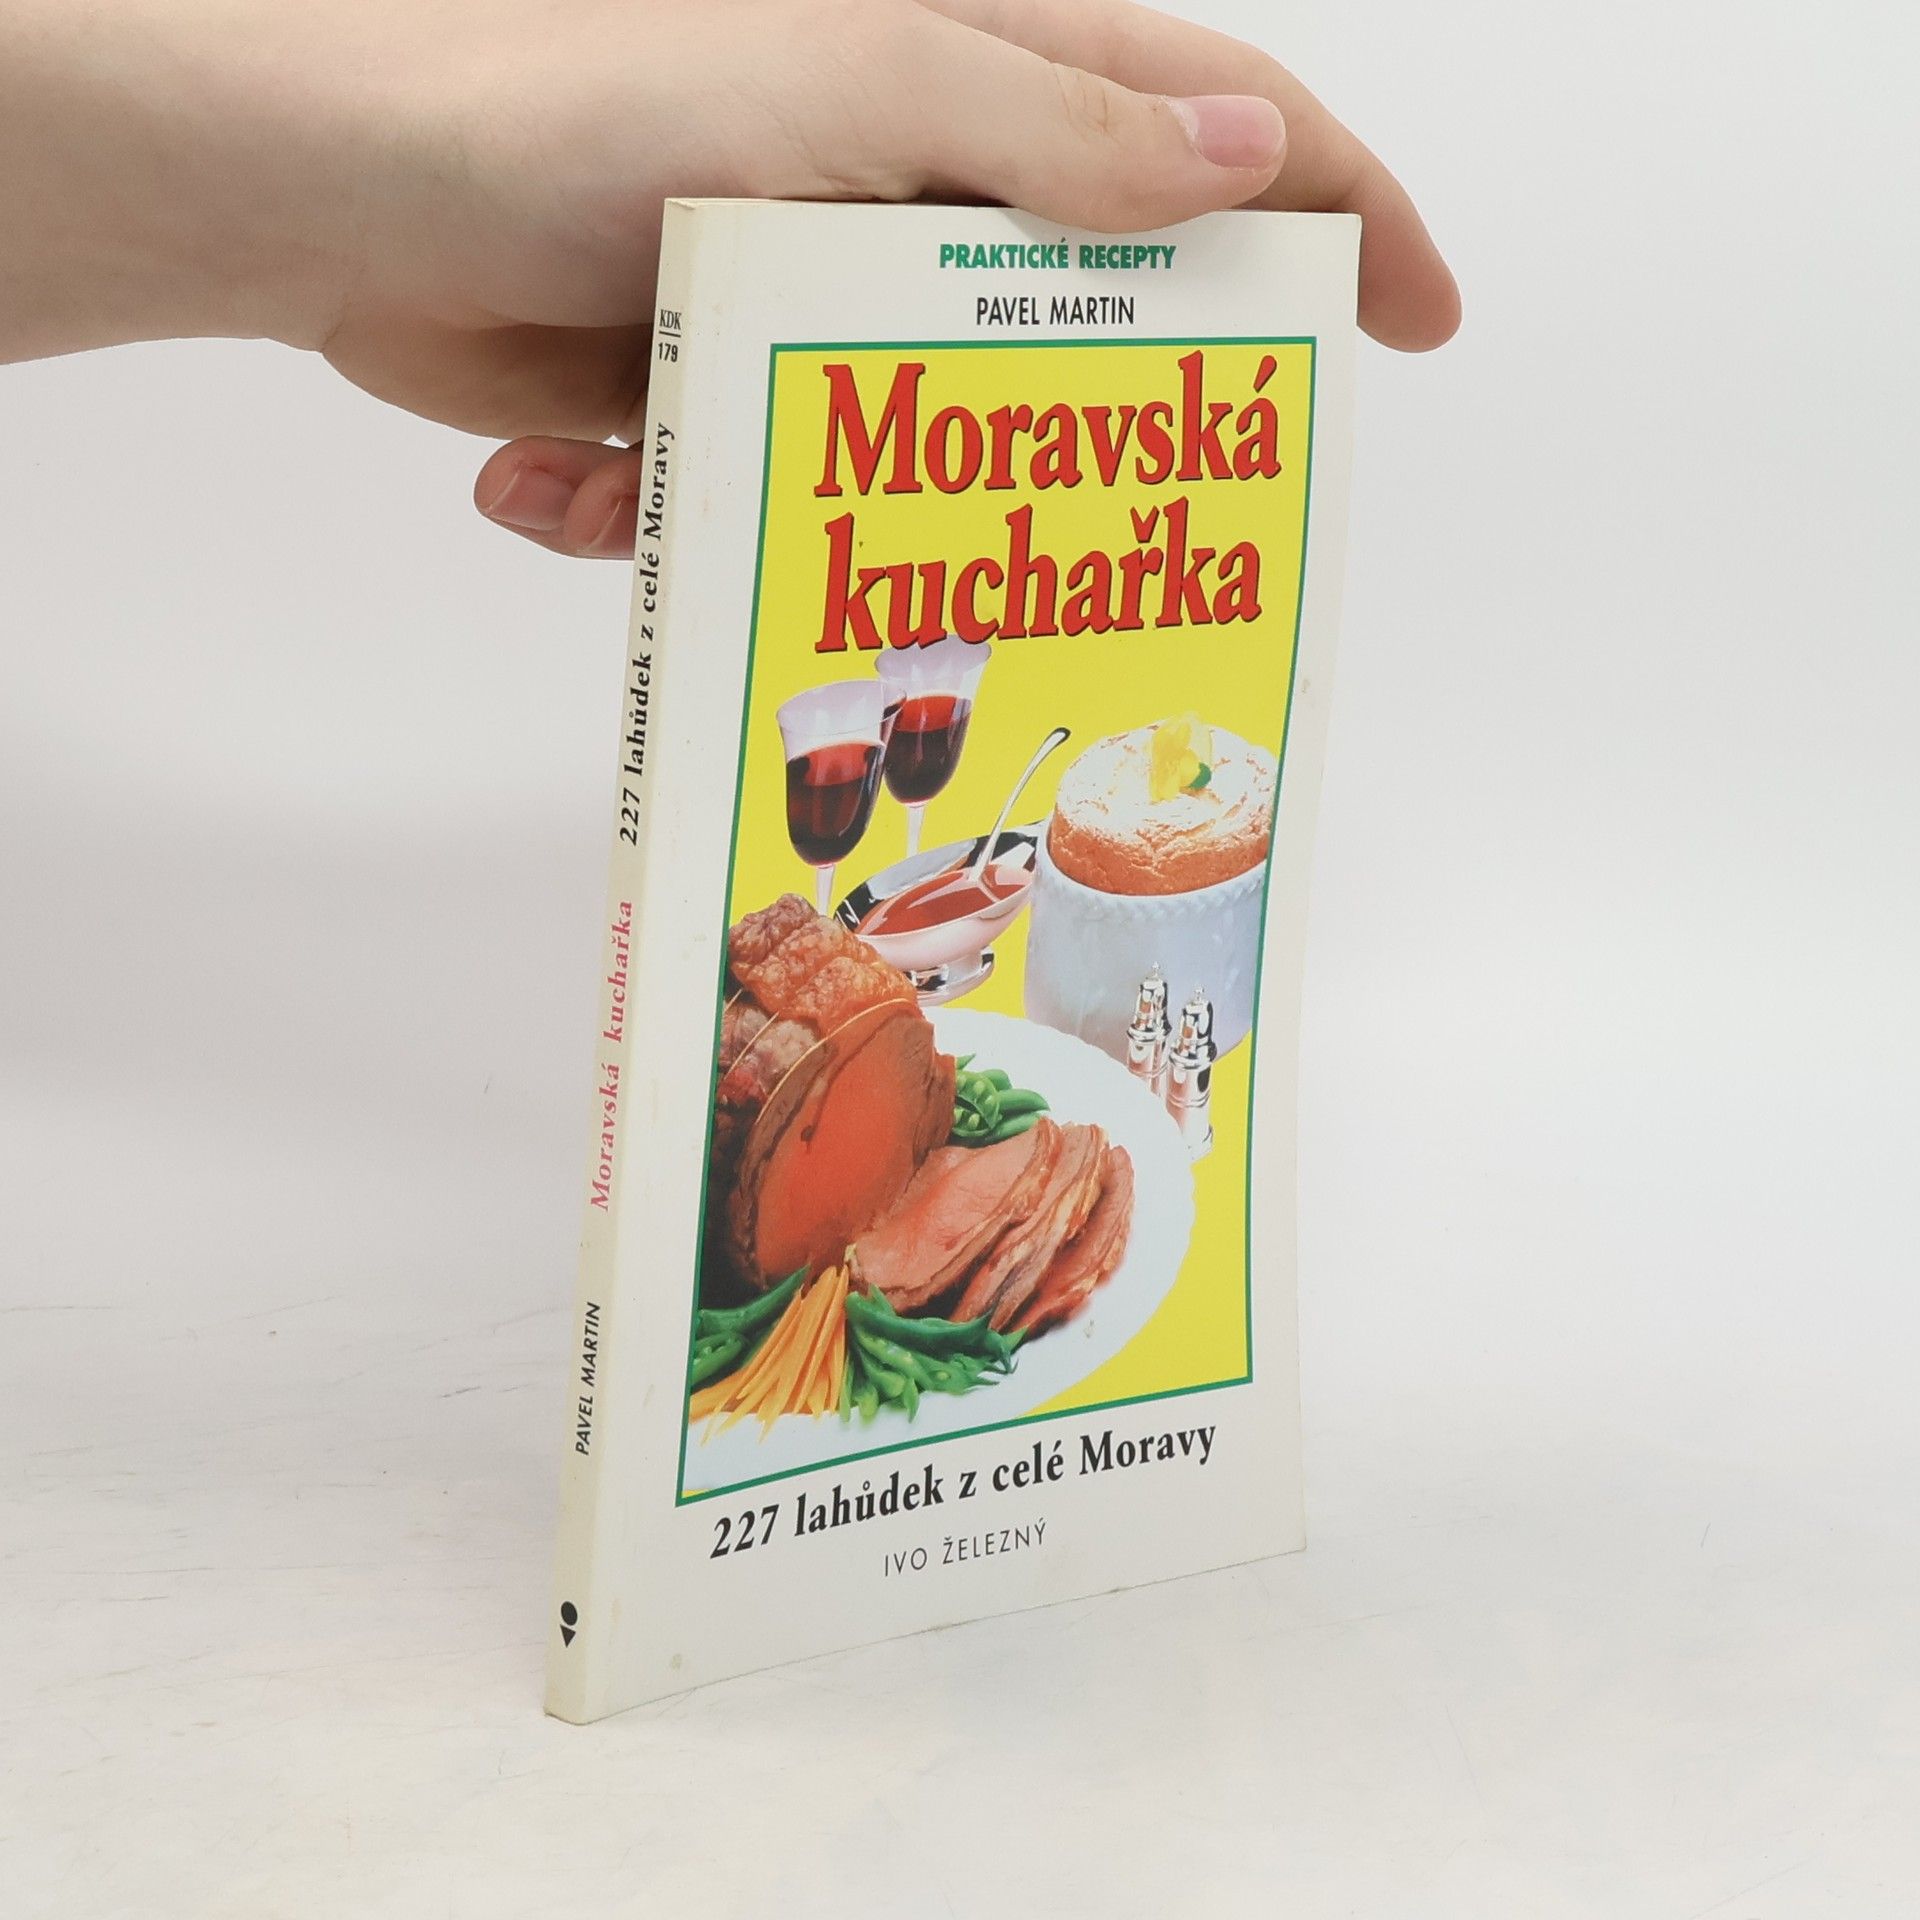 PRAKTICKÉ RECEPTY
PAVEL MARTIN
Moravská
kuchařka
227 lahůdek z celé Moravy
IVO ŽELEZNÝ
KDK
179
PAVEL MARTIN Moravská kuchařka 227 lahůdek z celé Moravy